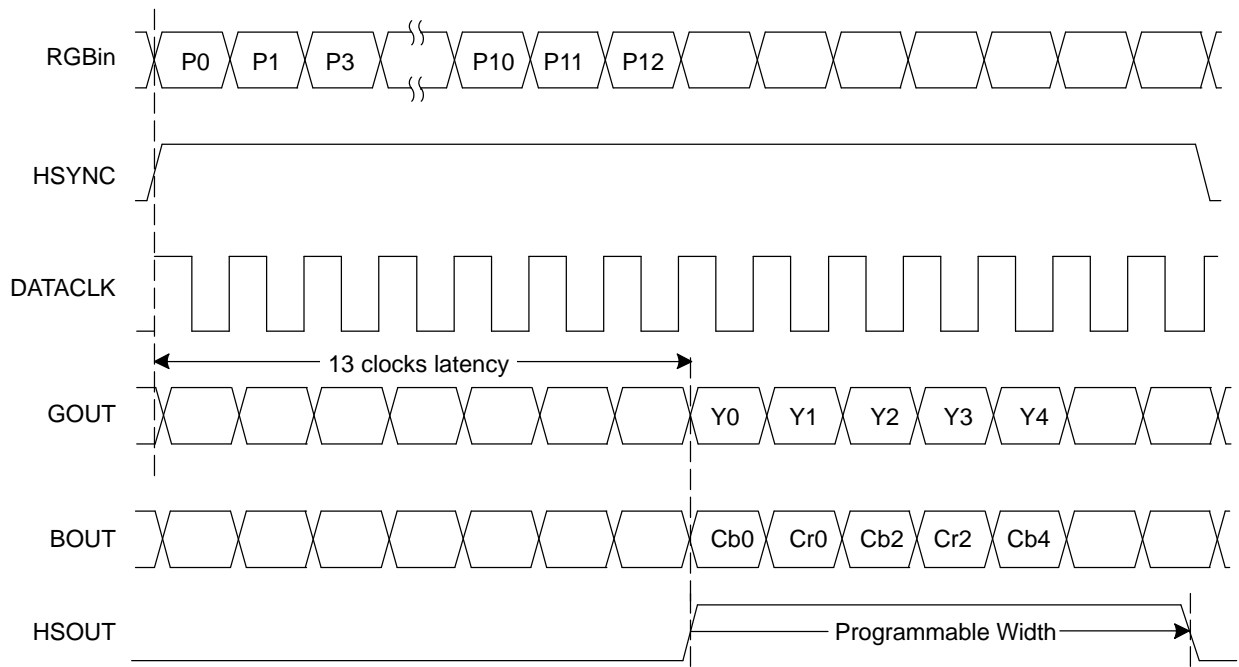 RGBin P0 P1 P3 P10 P11 P12
HSYNC
DATACLK
13 clocks latency
GOUT Y0 Y1 Y2 Y3 Y4
BOUT Cb0 Cr0 Cb2 Cr2 Cb4
HSOUT Programmable Width